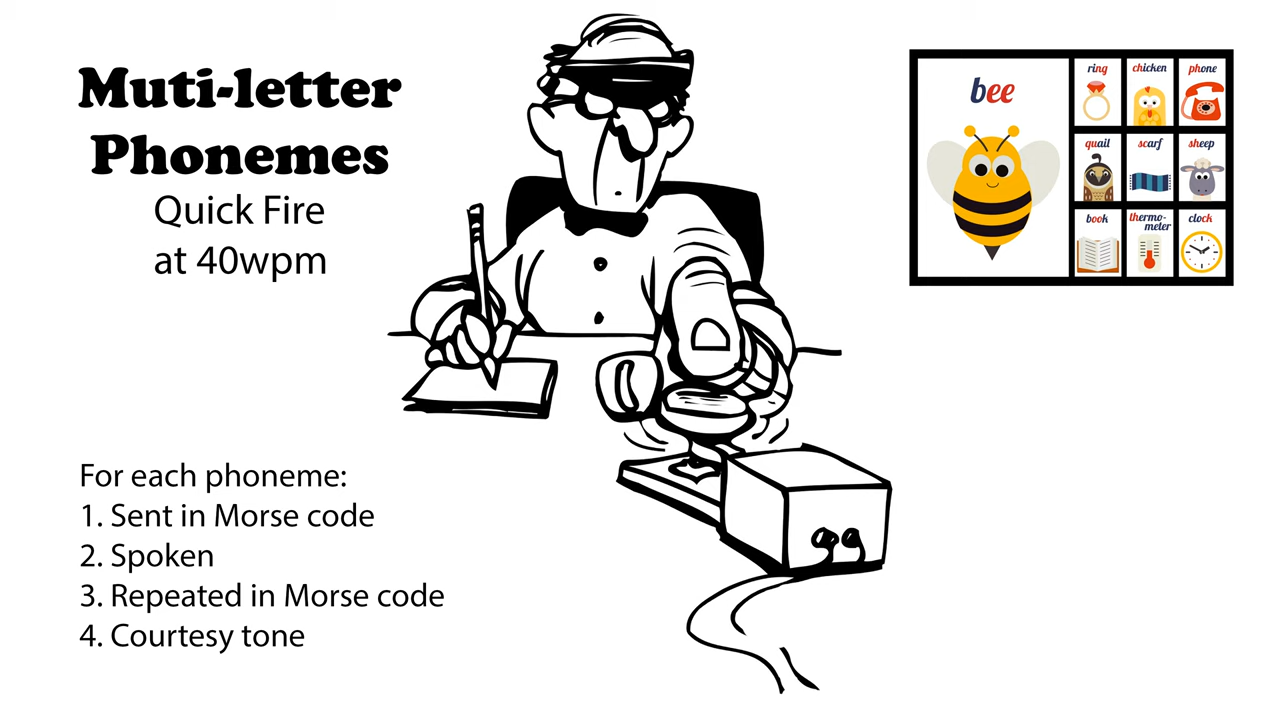 Muti-letter
Phonemes
Quick Fire
at 40wpm
bee
ring
chicken
phone
quail
scarf
sheep
book
thermo-
meter
clock
For each phoneme:
1. Sent in Morse code
2. Spoken
3. Repeated in Morse code
4. Courtesy tone